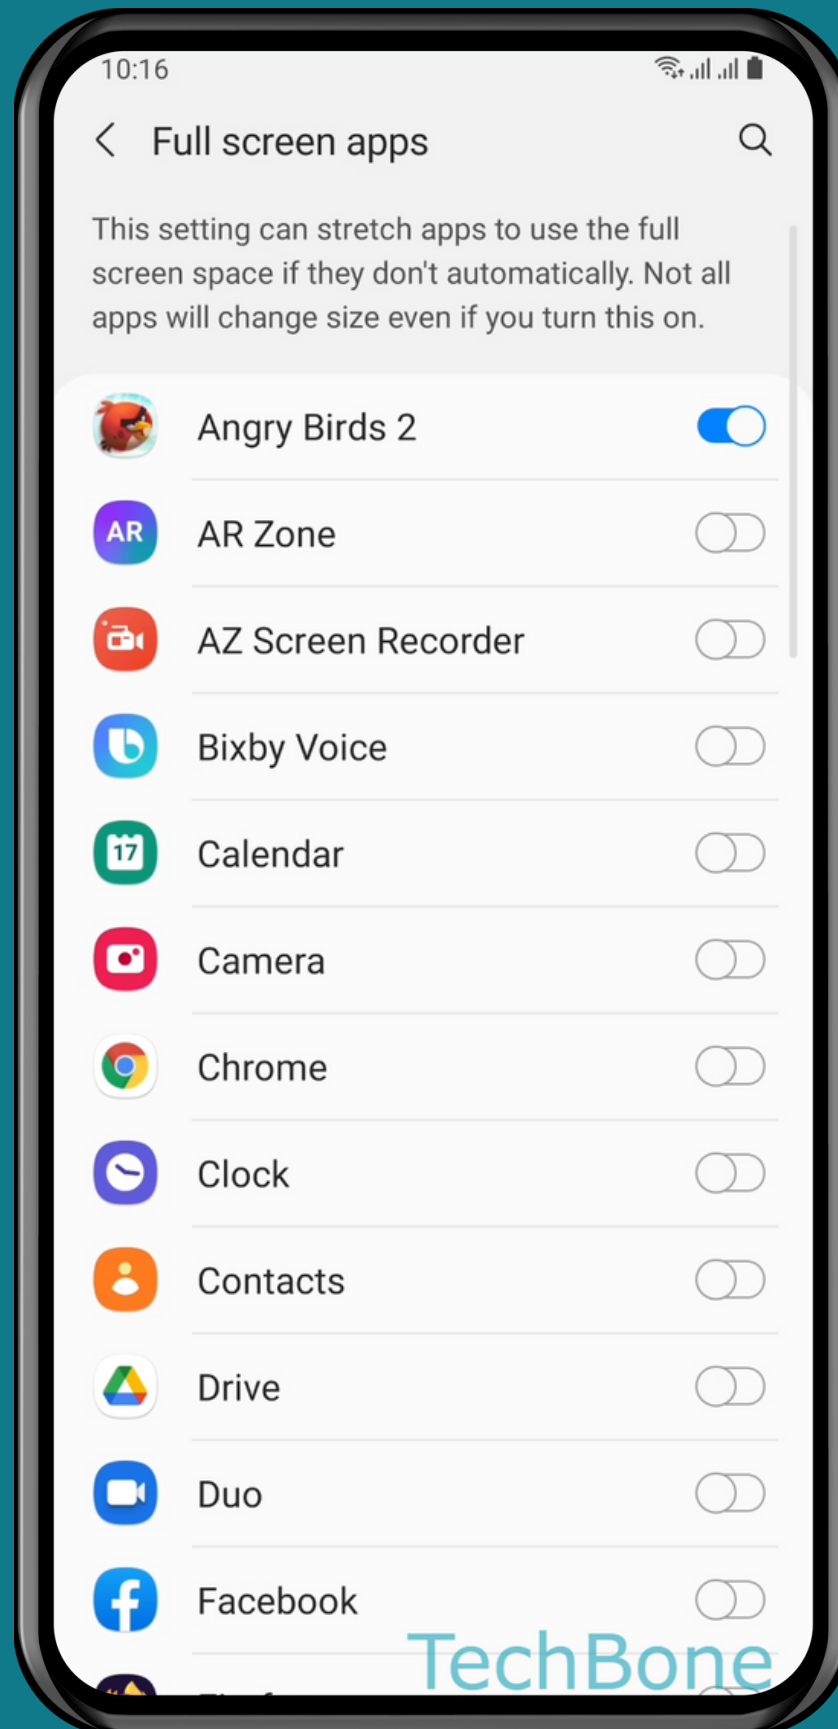 10:16
Full screen apps
This setting can stretch apps to use the full
screen space if they don't automatically. Not all
apps will change size even if you turn this on.
Angry Birds 2
AR
AR Zone
AZ Screen Recorder
Bixby Voice
17
Calendar
Camera
Chrome
Clock
Contacts
Drive
Duo
Facebook
TechBone